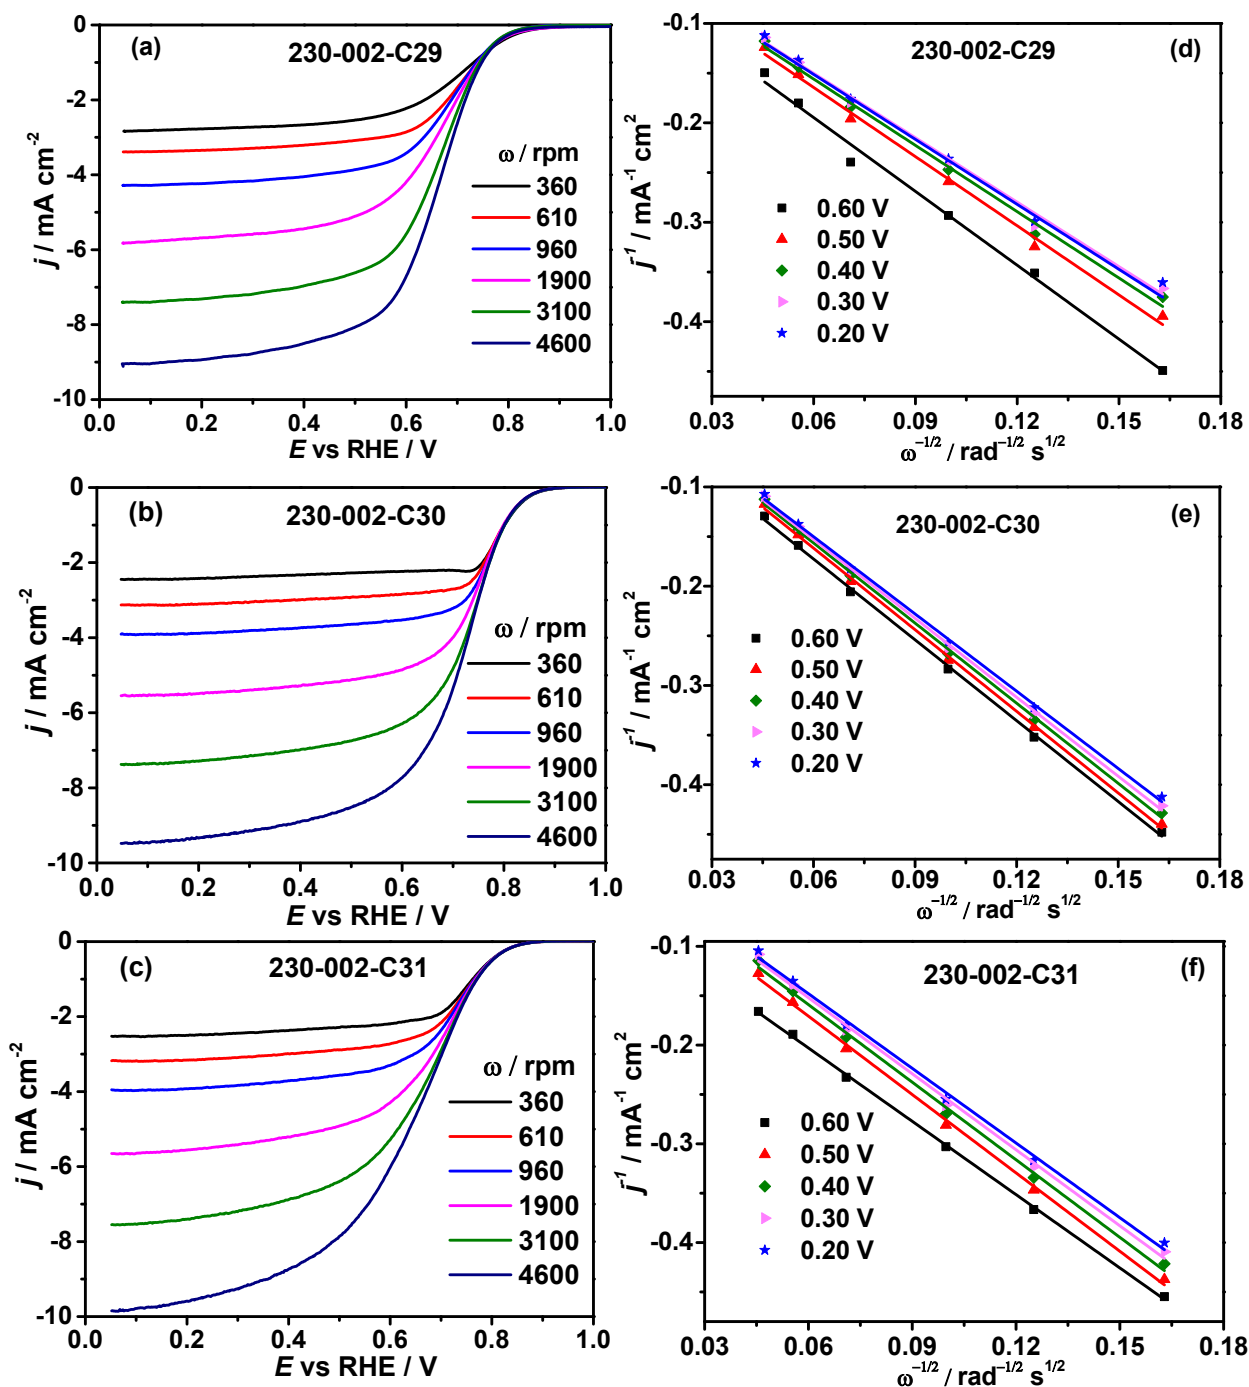 (a)
230-002-C29
0
-2
-4
-6
-8
-10
j / mA cm⁻²
ω / rpm
360
610
960
1900
3100
4600
0.0 0.2 0.4 0.6 0.8 1.0
E vs RHE / V
(d)
230-002-C29
-0.1
-0.2
-0.3
-0.4
j⁻¹ / mA⁻¹ cm²
0.60 V
0.50 V
0.40 V
0.30 V
0.20 V
0.03 0.06 0.09 0.12 0.15 0.18
ω⁻¹/² / rad⁻¹/² s¹/²
(b)
230-002-C30
0
-2
-4
-6
-8
-10
j / mA cm⁻²
ω / rpm
360
610
960
1900
3100
4600
0.0 0.2 0.4 0.6 0.8 1.0
E vs RHE / V
(e)
230-002-C30
-0.1
-0.2
-0.3
-0.4
j⁻¹ / mA⁻¹ cm²
0.60 V
0.50 V
0.40 V
0.30 V
0.20 V
0.03 0.06 0.09 0.12 0.15 0.18
ω⁻¹/² / rad⁻¹/² s¹/²
(c)
230-002-C31
0
-2
-4
-6
-8
-10
j / mA cm⁻²
ω / rpm
360
610
960
1900
3100
4600
0.0 0.2 0.4 0.6 0.8 1.0
E vs RHE / V
(f)
230-002-C31
-0.1
-0.2
-0.3
-0.4
j⁻¹ / mA⁻¹ cm²
0.60 V
0.50 V
0.40 V
0.30 V
0.20 V
0.03 0.06 0.09 0.12 0.15 0.18
ω⁻¹/² / rad⁻¹/² s¹/²